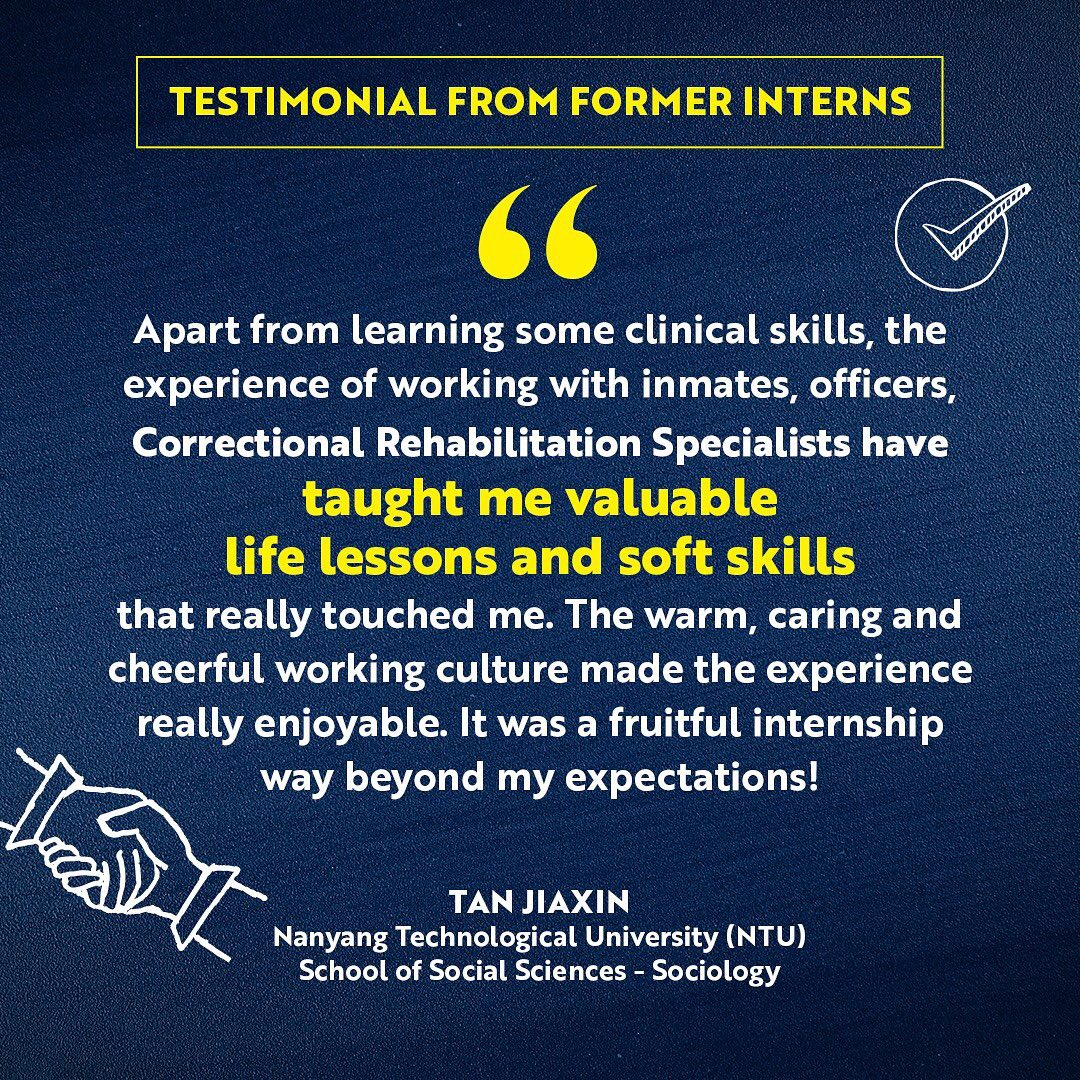 TESTIMONIAL FROM FORMER INTERNS
“
Apart from learning some clinical skills, the
experience of working with inmates, officers,
Correctional Rehabilitation Specialists have
taught me valuable
life lessons and soft skills
that really touched me. The warm, caring and
cheerful working culture made the experience
really enjoyable. It was a fruitful internship
way beyond my expectations!
TAN JIAXIN
Nanyang Technological University (NTU)
School of Social Sciences - Sociology